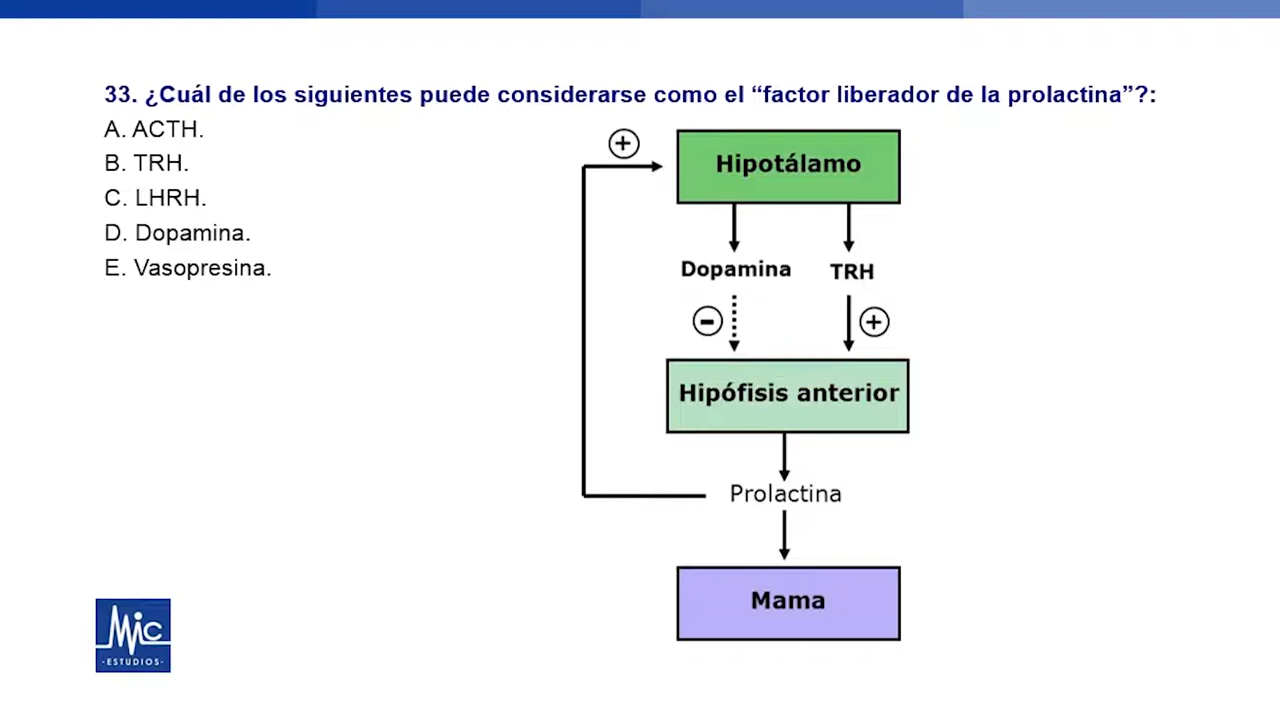 33. ¿Cuál de los siguientes puede considerarse como el “factor liberador de la prolactina”?:
A. ACTH.
B. TRH.
C. LHRH.
D. Dopamina.
E. Vasopresina.
+
Hipotálamo
Dopamina
TRH
-
+
Hipófisis anterior
Prolactina
Mama
Mic
·ESTUDIOS·